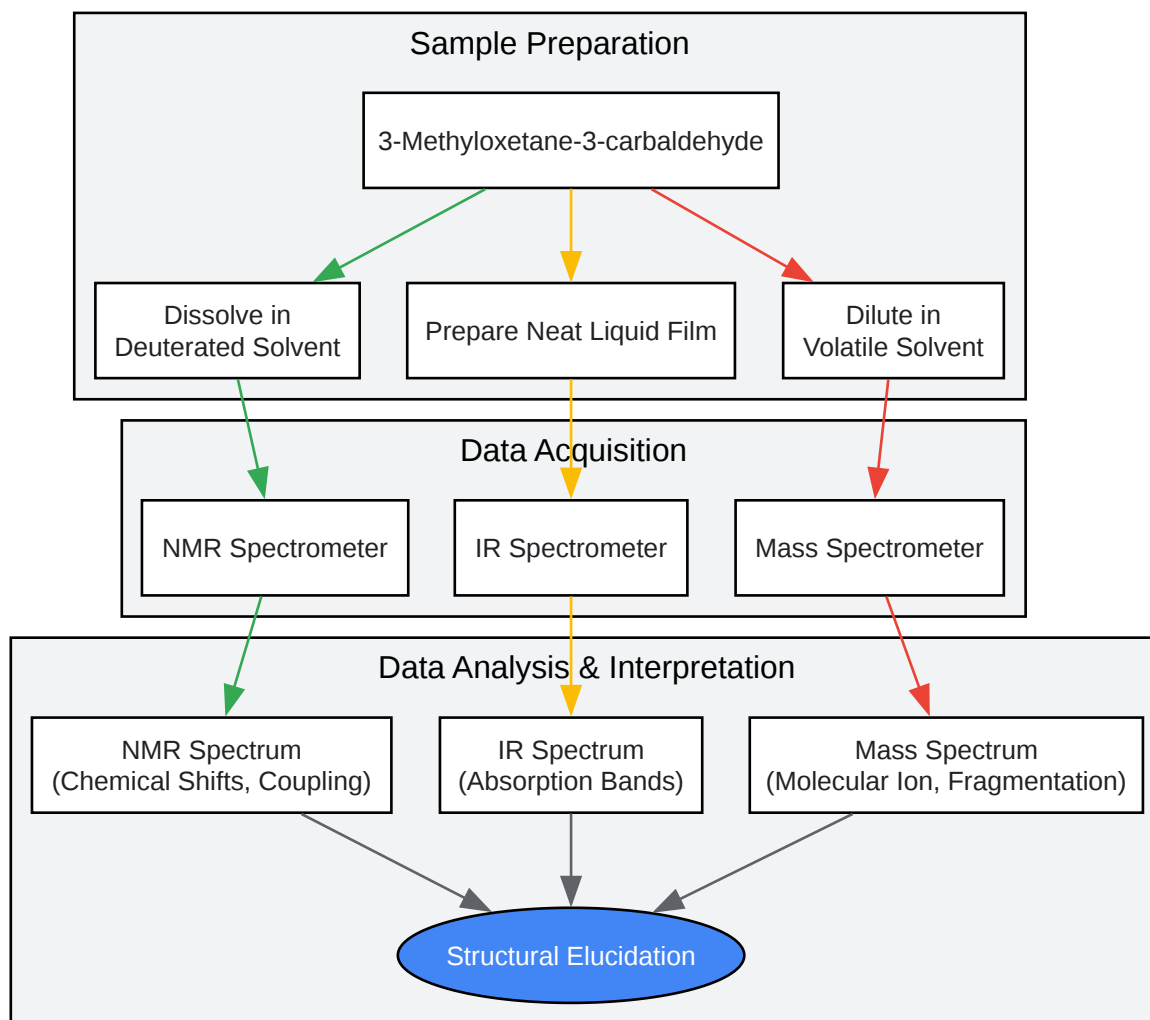 Sample Preparation
3-Methyloxetane-3-carbaldehyde
Dissolve in
Deuterated Solvent
Prepare Neat Liquid Film
Dilute in
Volatile Solvent
Data Acquisition
NMR Spectrometer
IR Spectrometer
Mass Spectrometer
Data Analysis & Interpretation
NMR Spectrum
(Chemical Shifts, Coupling)
IR Spectrum
(Absorption Bands)
Mass Spectrum
(Molecular Ion, Fragmentation)
Structural Elucidation